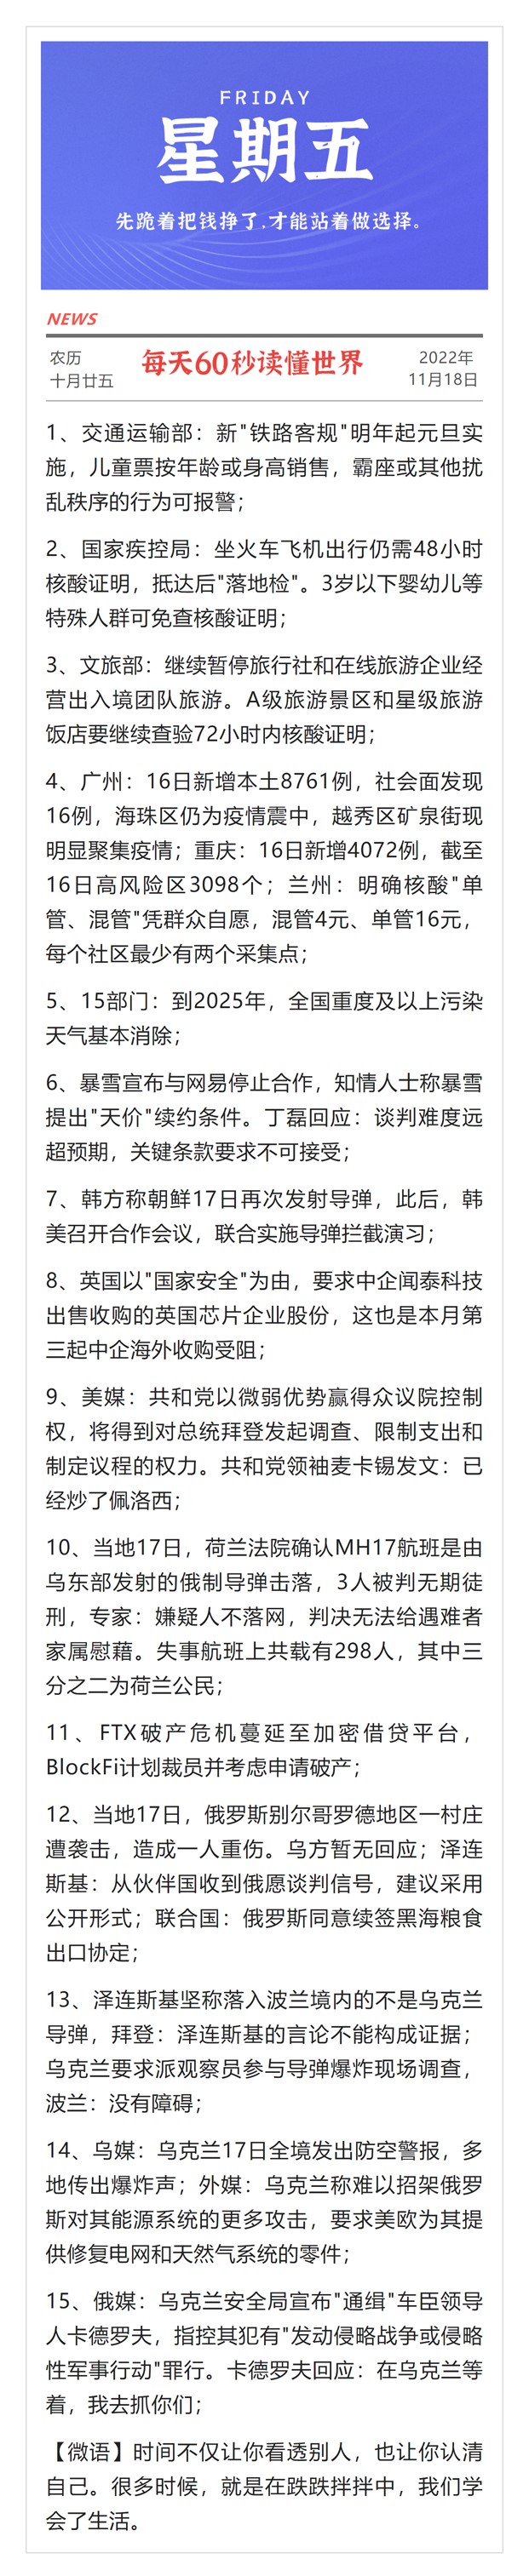 FRIDAY
星期五
先跪着把钱挣了,才能站着做选择。
NEWS
农历
十月廿五
每天60秒读懂世界
2022年
11月18日
1、交通运输部：新"铁路客规"明年起元旦实
施，儿童票按年龄或身高销售，霸座或其他扰
乱秩序的行为可报警；
2、国家疾控局：坐火车飞机出行仍需48小时
核酸证明，抵达后"落地检"。3岁以下婴幼儿等
特殊人群可免查核酸证明；
3、文旅部：继续暂停旅行社和在线旅游企业经
营出入境团队旅游。A级旅游景区和星级旅游
饭店要继续查验72小时内核酸证明；
4、广州：16日新增本土8761例，社会面发现
16例，海珠区仍为疫情震中，越秀区矿泉街现
明显聚集疫情；重庆：16日新增4072例，截至
16日高风险区3098个；兰州：明确核酸"单
管、混管"凭群众自愿，混管4元、单管16元，
每个社区最少有两个采集点；
5、15部门：到2025年，全国重度及以上污染
天气基本消除；
6、暴雪宣布与网易停止合作，知情人士称暴雪
提出"天价"续约条件。丁磊回应：谈判难度远
超预期，关键条款要求不可接受；
7、韩方称朝鲜17日再次发射导弹，此后，韩
美召开合作会议，联合实施导弹拦截演习；
8、英国以"国家安全"为由，要求中企闻泰科技
出售收购的英国芯片企业股份，这也是本月第
三起中企海外收购受阻；
9、美媒：共和党以微弱优势赢得众议院控制
权，将得到对总统拜登发起调查、限制支出和
制定议程的权力。共和党领袖麦卡锡发文：已
经炒了佩洛西；
10、当地17日，荷兰法院确认MH17航班是由
乌东部发射的俄制导弹击落，3人被判无期徒
刑，专家：嫌疑人不落网，判决无法给遇难者
家属慰藉。失事航班上共载有298人，其中三
分之二为荷兰公民；
11、FTX破产危机蔓延至加密借贷平台，
BlockFi计划裁员并考虑申请破产；
12、当地17日，俄罗斯别尔哥罗德地区一村庄
遭袭击，造成一人重伤。乌方暂无回应；泽连
斯基：从伙伴国收到俄愿谈判信号，建议采用
公开形式；联合国：俄罗斯同意续签黑海粮食
出口协定；
13、泽连斯基坚称落入波兰境内的不是乌克兰
导弹，拜登：泽连斯基的言论不能构成证据；
乌克兰要求派观察员参与导弹爆炸现场调查，
波兰：没有障碍；
14、乌媒：乌克兰17日全境发出防空警报，多
地传出爆炸声；外媒：乌克兰称难以招架俄罗
斯对其能源系统的更多攻击，要求美欧为其提
供修复电网和天然气系统的零件；
15、俄媒：乌克兰安全局宣布"通缉"车臣领导
人卡德罗夫，指控其犯有"发动侵略战争或侵略
性军事行动"罪行。卡德罗夫回应：在乌克兰等
着，我去抓你们；
【微语】时间不仅让你看透别人，也让你认清
自己。很多时候，就是在跌跌拌拌中，我们学
会了生活。